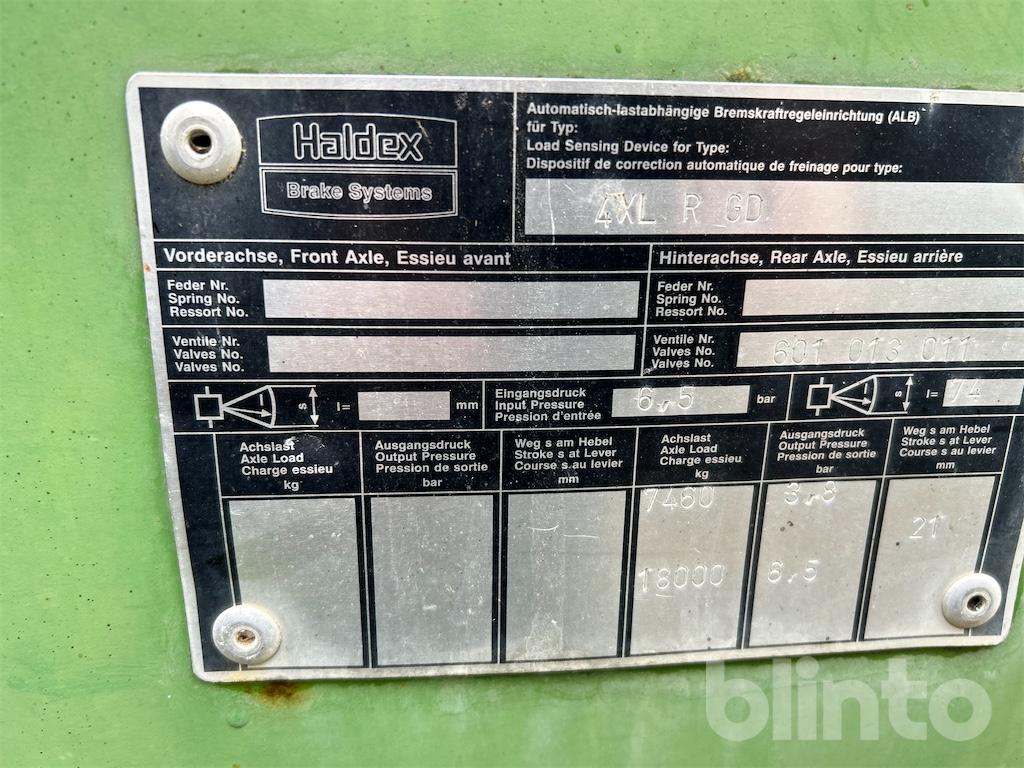 Haldex
Brake Systems
Automatisch-lastabhängige Bremskraftregeleinrichtung (ALB)
für Typ:
Load Sensing Device for Type:
Dispositif de correction automatique de freinage pour type:
4XL R GD
Vorderachse, Front Axle, Essieu avant
Hinterachse, Rear Axle, Essieu arrière
Feder Nr.
Spring No.
Ressort No.
Feder Nr.
Spring No.
Ressort No.
Ventile Nr.
Valves No.
Valves No.
Ventile Nr.
Valves No.
Valves No.
601 013 011
s
l=
mm
Eingangsdruck
Input Pressure
Pression d'entrée
6,5
bar
s
l=
74
Achslast
Axle Load
Charge essieu
kg
Ausgangsdruck
Output Pressure
Pression de sortie
bar
Weg s am Hebel
Stroke s at Lever
Course s au levier
mm
Achslast
Axle Load
Charge essieu
kg
Ausgangsdruck
Output Pressure
Pression de sortie
bar
Weg s am Hebel
Stroke s at Lever
Course s au levier
mm
7460
3,8
21
18000
6,5
blinto